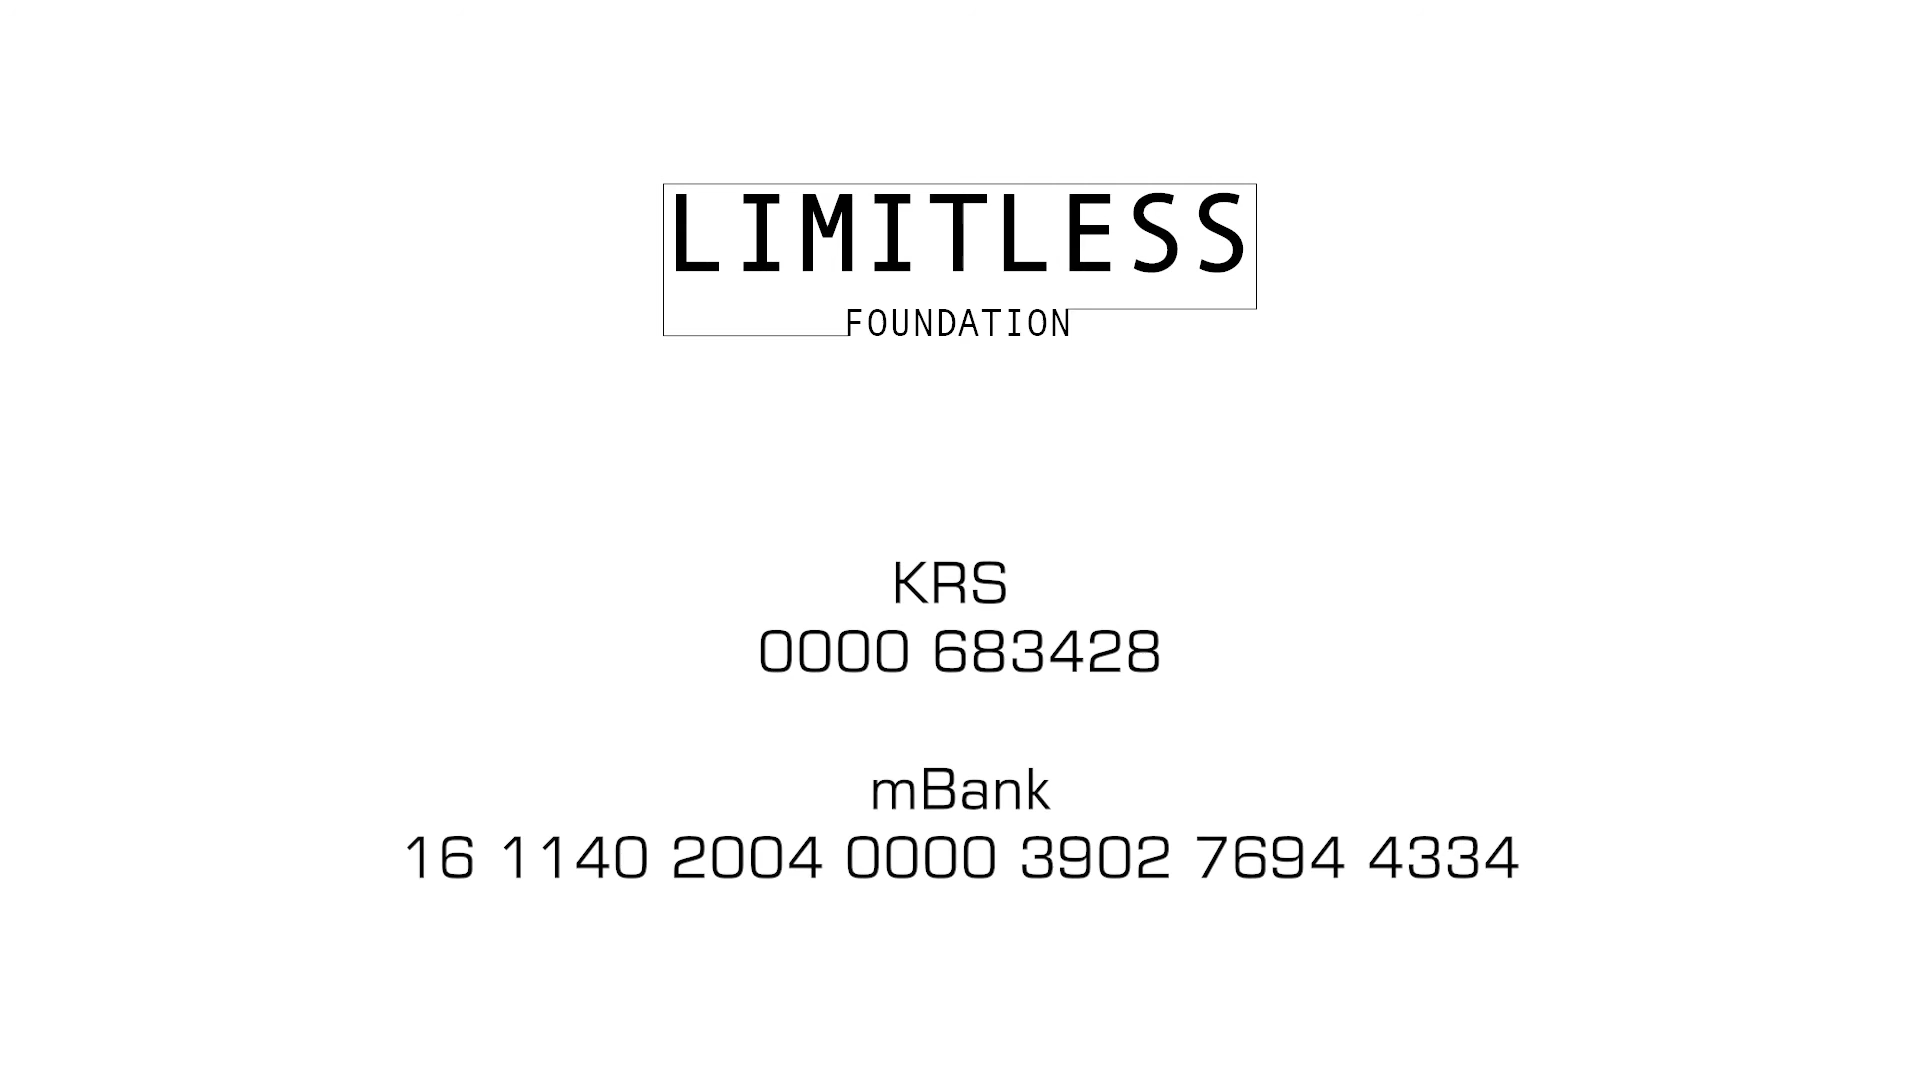 LIMITLESS
FOUNDATION
KRS
0000 683428
mBank
16 1140 2004 0000 3902 7694 4334